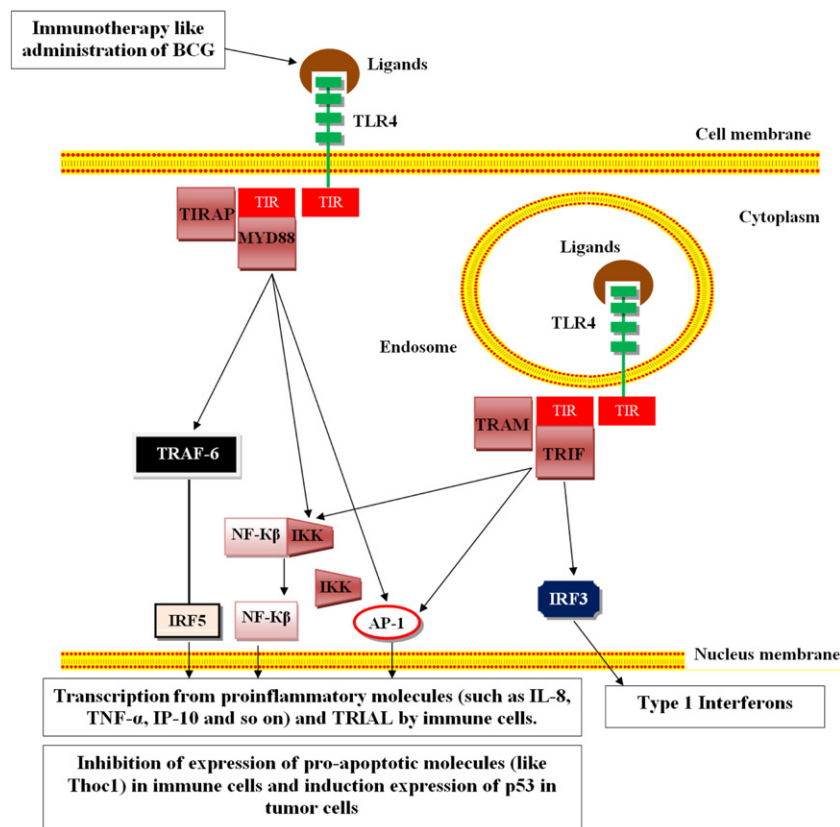 Immunotherapy like
administration of BCG
Ligands
TLR4
Cell membrane
TIRAP
TIR
TIR
MYD88
Cytoplasm
Ligands
TLR4
Endosome
TRAM
TIR
TIR
TRIF
TRAF-6
NF-Kβ
IKK
IKK
IRF5
NF-Kβ
AP-1
IRF3
Nucleus membrane
Transcription from proinflammatory molecules (such as IL-8,
TNF-α, IP-10 and so on) and TRIAL by immune cells.
Type 1 Interferons
Inhibition of expression of pro-apoptotic molecules (like
Thoc1) in immune cells and induction expression of p53 in
tumor cells